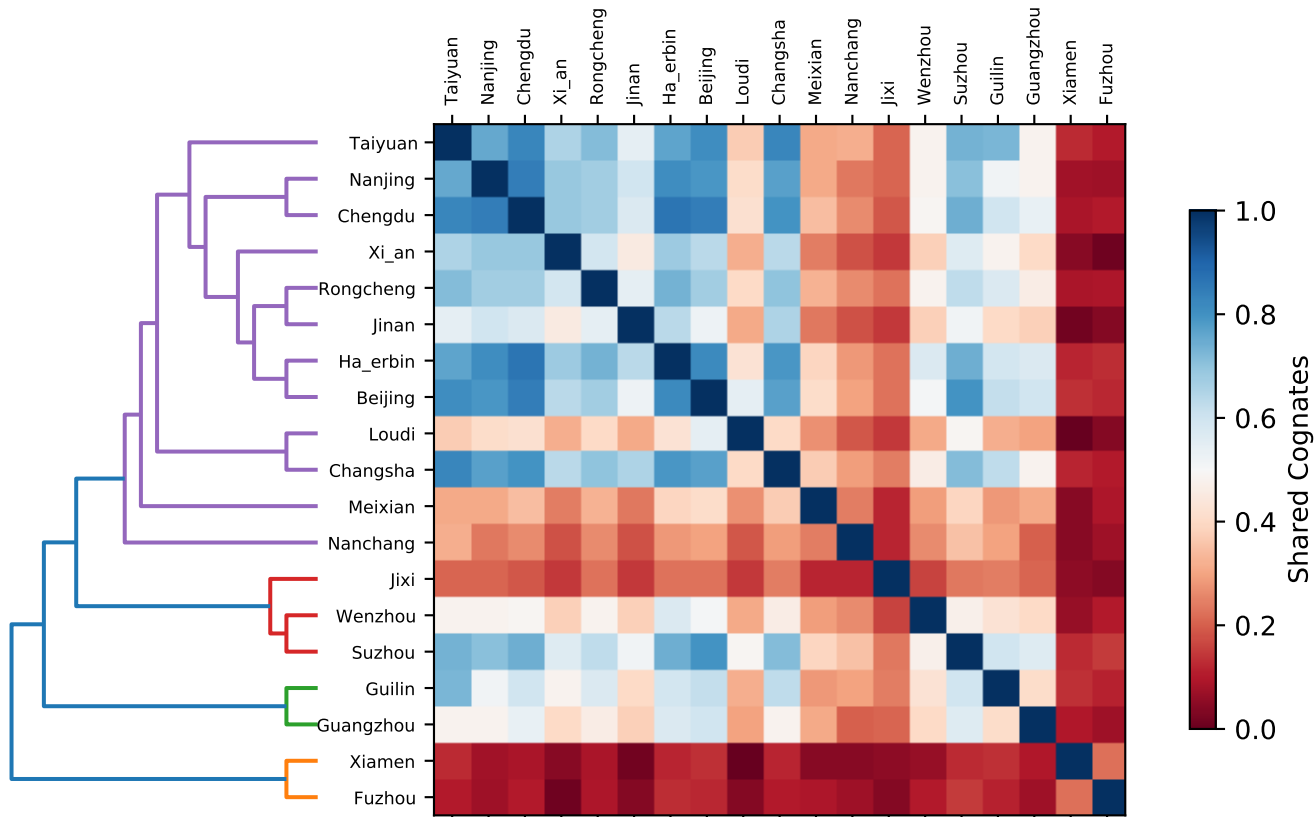 Taiyuan
Nanjing
Chengdu
Xi_an
Rongcheng
Jinan
Ha_erbin
Beijing
Loudi
Changsha
Meixian
Nanchang
Jixi
Wenzhou
Suzhou
Guilin
Guangzhou
Xiamen
Fuzhou
Taiyuan
Nanjing
Chengdu
Xi_an
Rongcheng
Jinan
Ha_erbin
Beijing
Loudi
Changsha
Meixian
Nanchang
Jixi
Wenzhou
Suzhou
Guilin
Guangzhou
Xiamen
Fuzhou
1.0
0.8
0.6
0.4
0.2
0.0
Shared Cognates